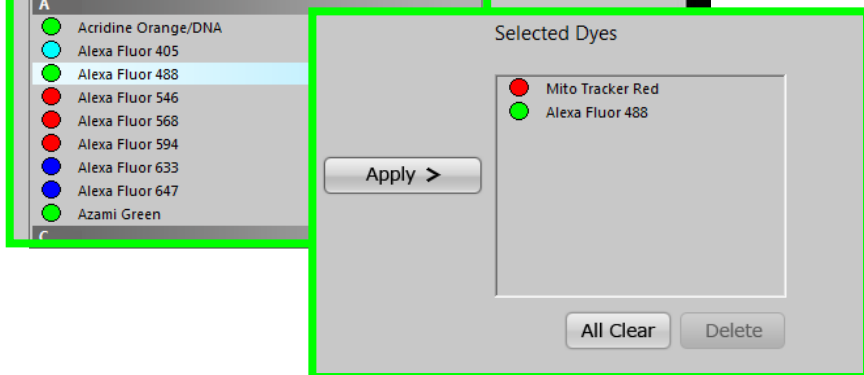 A
Acridine Orange/DNA
Alexa Fluor 405
Alexa Fluor 488
Alexa Fluor 546
Alexa Fluor 568
Alexa Fluor 594
Alexa Fluor 633
Alexa Fluor 647
Azami Green
C
Selected Dyes
Mito Tracker Red
Alexa Fluor 488
Apply >
All Clear
Delete